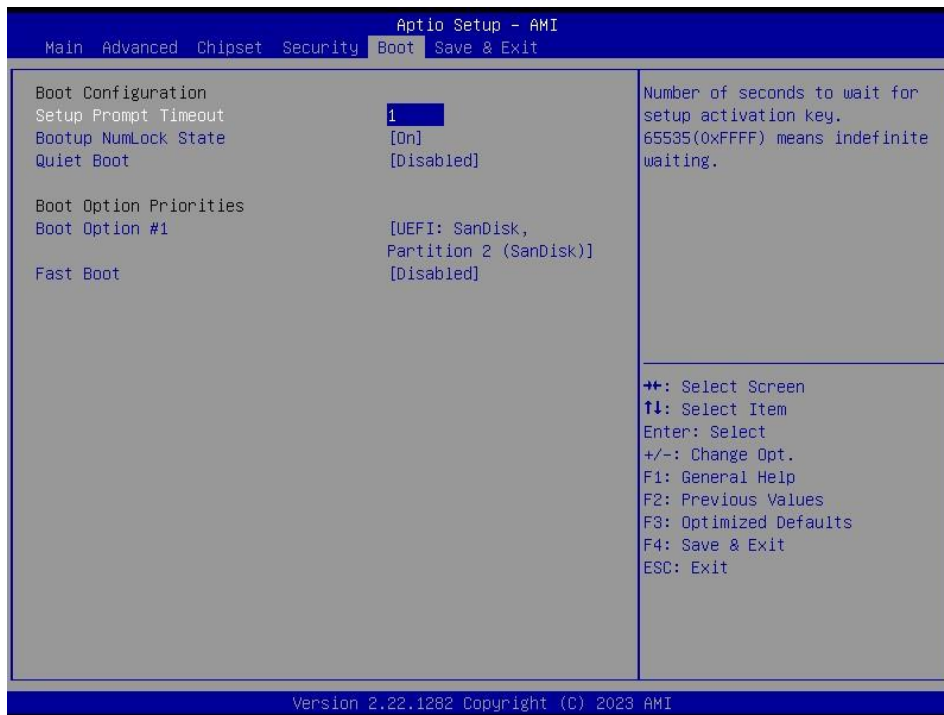 Aptio Setup – AMI
Main Advanced Chipset Security Boot Save & Exit
Boot Configuration
Setup Prompt Timeout 1
Bootup NumLock State [On]
Quiet Boot [Disabled]
Boot Option Priorities
Boot Option #1 [UEFI: SanDisk,
Partition 2 (SanDisk)]
Fast Boot [Disabled]
Number of seconds to wait for
setup activation key.
65535(0xFFFF) means indefinite
waiting.
→←: Select Screen
↑↓: Select Item
Enter: Select
+/-: Change Opt.
F1: General Help
F2: Previous Values
F3: Optimized Defaults
F4: Save & Exit
ESC: Exit
Version 2.22.1282 Copyright (C) 2023 AMI